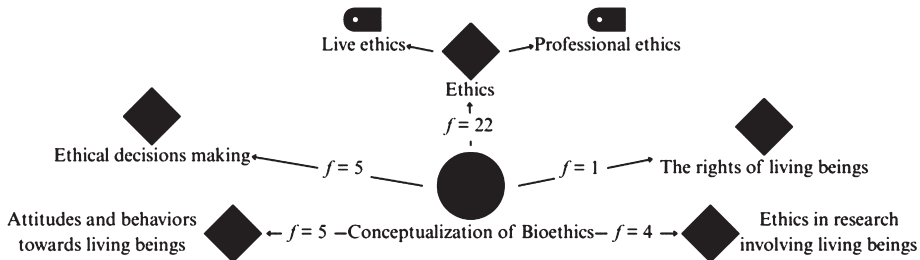 Live ethics
Professional ethics
Ethics
f = 22
Ethical decisions making
f = 5
f = 1
The rights of living beings
Attitudes and behaviors
towards living beings
f = 5
Conceptualization of Bioethics
f = 4
Ethics in research
involving living beings